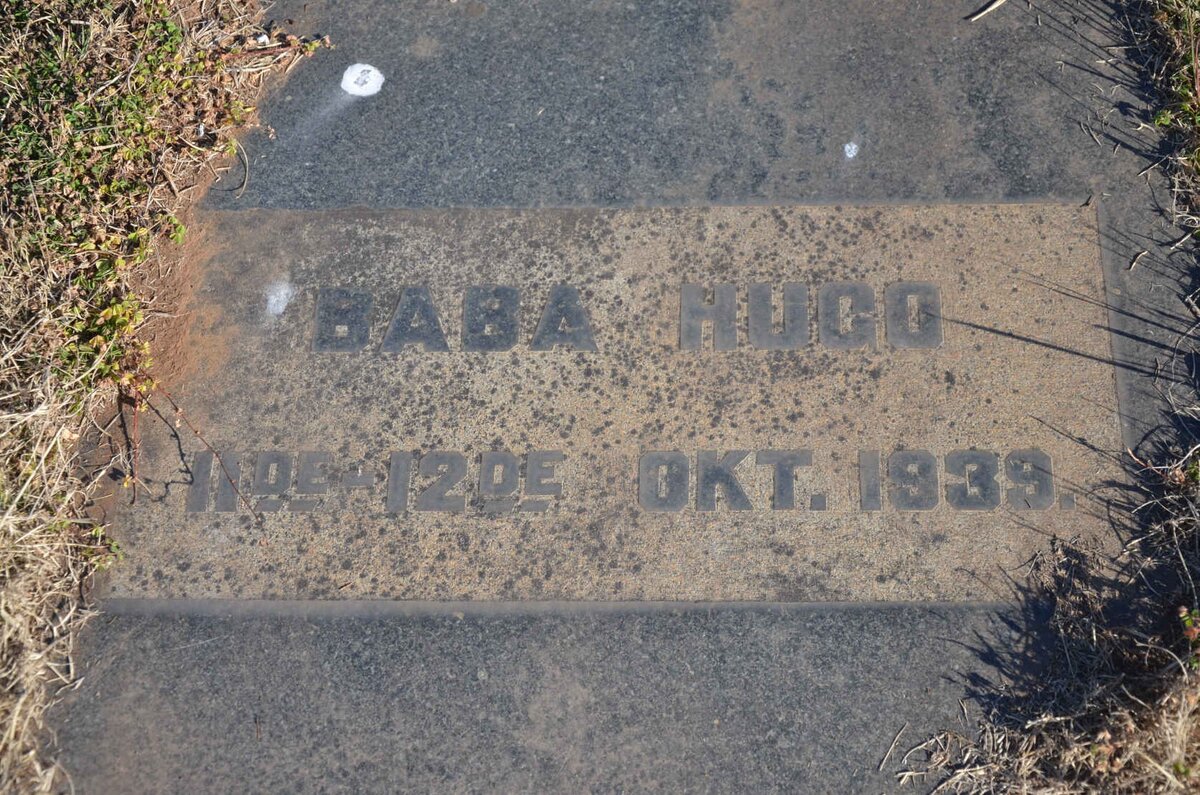 BABA HUGO
11DE-12DE OKT. 1939.